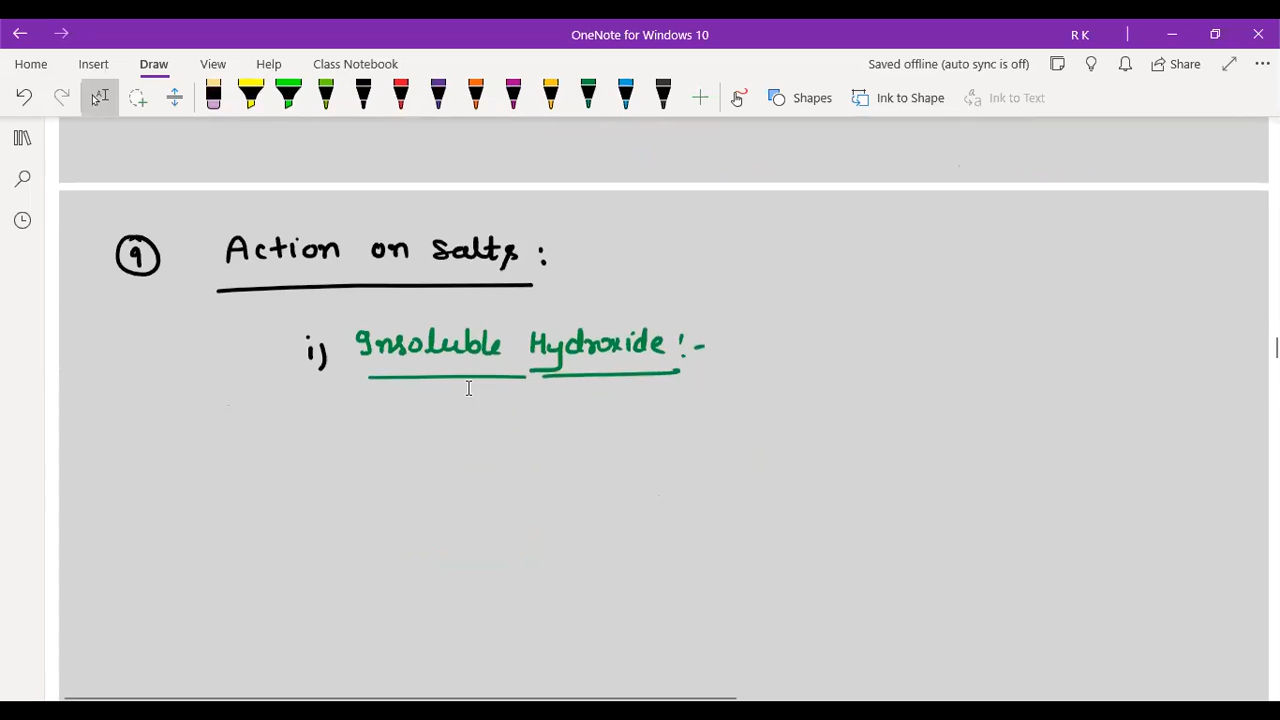 OneNote for Windows 10
R K
Home Insert Draw View Help Class Notebook
Saved offline (auto sync is off) Share
Shapes Ink to Shape Ink to Text
9 Action on salts :
i) Insoluble Hydroxide :-